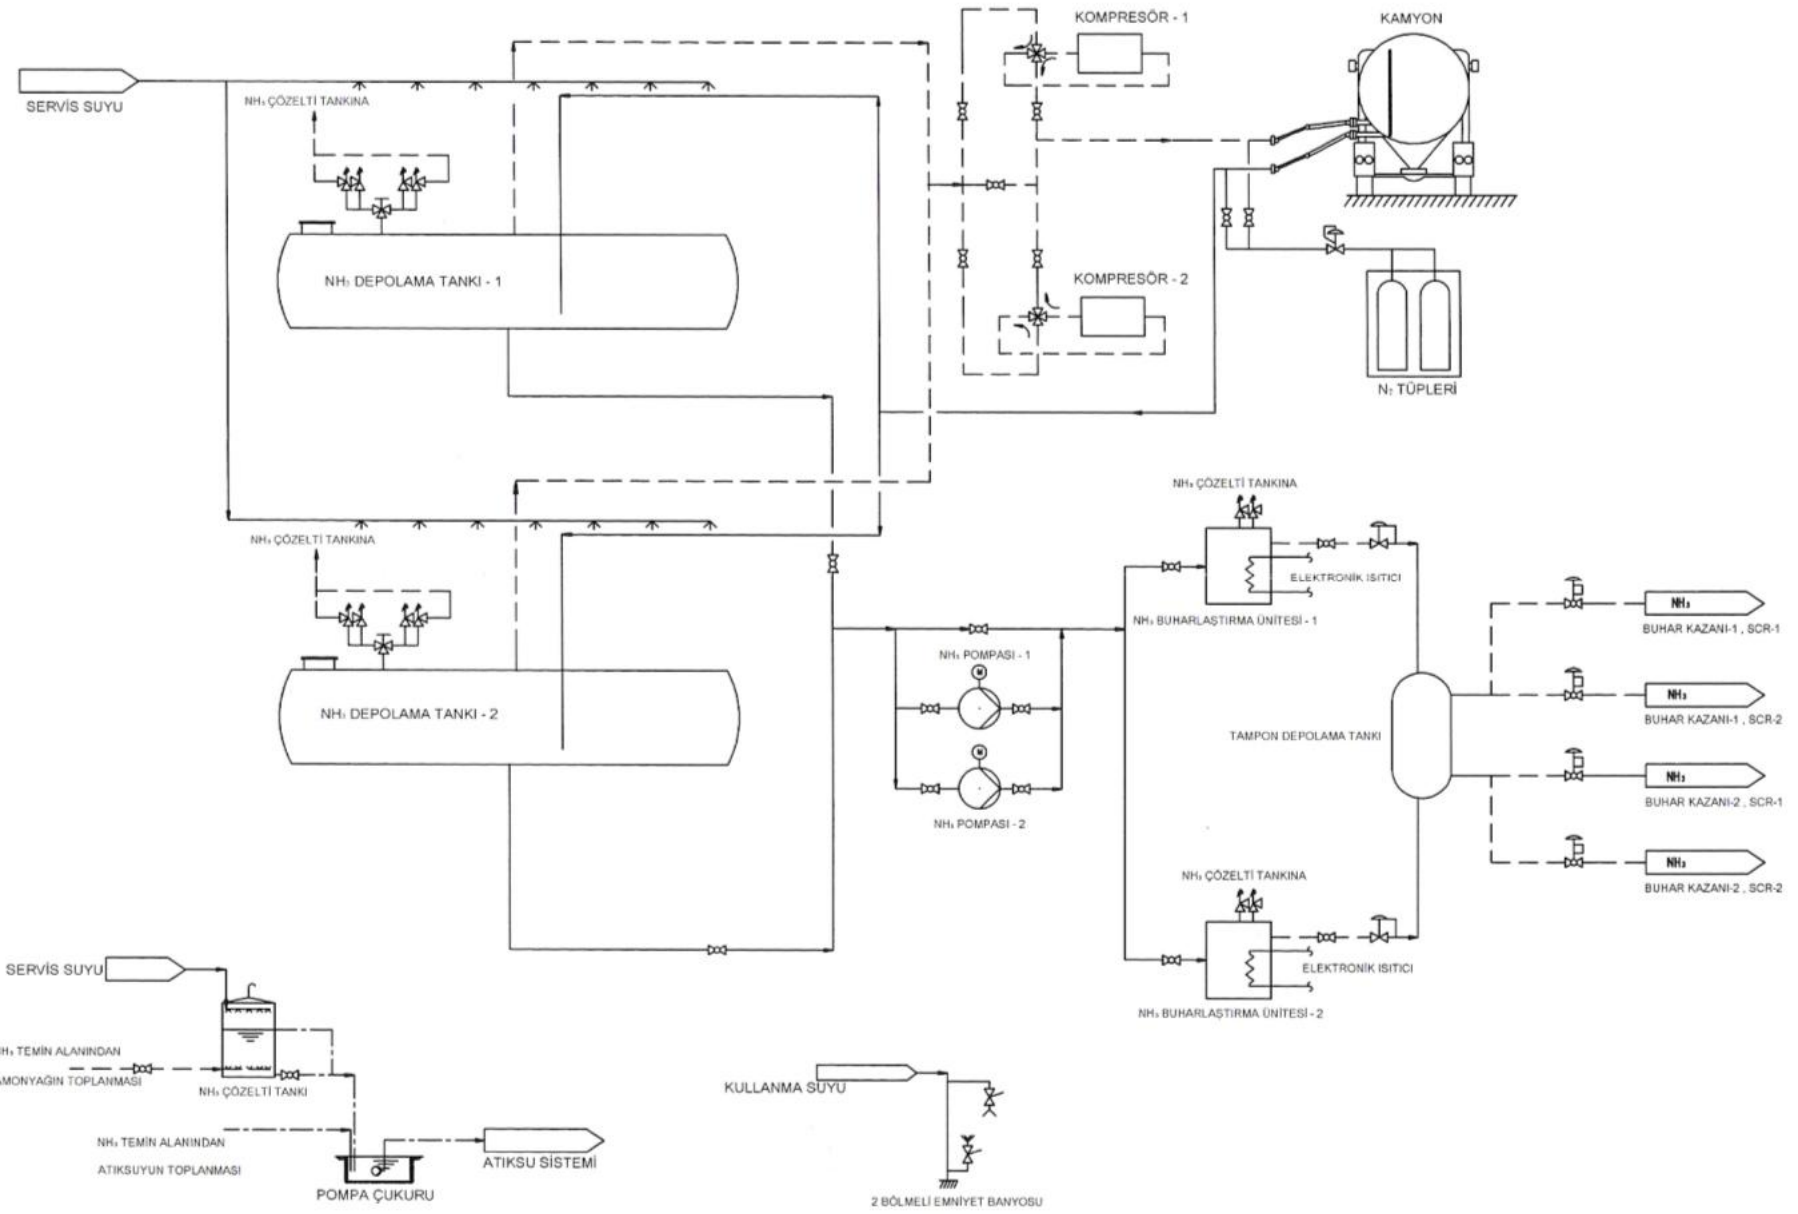 KOMPRESÖR - 1
KAMYON
SERVİS SUYU
NH₃ ÇÖZELTİ TANKINA
NH₃ DEPOLAMA TANKI - 1
KOMPRESÖR - 2
N₂ TÜPLERİ
NH₃ ÇÖZELTİ TANKINA
NH₃ ÇÖZELTİ TANKINA
ELEKTRONİK ISITICI
NH₃ BUHARLAŞTIRMA ÜNİTESİ - 1
NH₃
BUHAR KAZANI-1 , SCR-1
NH₃ POMPASI - 1
M
NH₃
BUHAR KAZANI-1 , SCR-2
NH₃ DEPOLAMA TANKI - 2
TAMPON DEPOLAMA TANKI
M
NH₃
BUHAR KAZANI-2 , SCR-1
NH₃ POMPASI - 2
NH₃
BUHAR KAZANI-2 , SCR-2
NH₃ ÇÖZELTİ TANKINA
ELEKTRONİK ISITICI
NH₃ BUHARLAŞTIRMA ÜNİTESİ - 2
SERVİS SUYU
NH₃ TEMİN ALANINDAN
AMONYAĞIN TOPLANMASI
NH₃ ÇÖZELTİ TANKI
KULLANMA SUYU
NH₃ TEMİN ALANINDAN
ATIKSUYUN TOPLANMASI
ATIKSU SİSTEMİ
POMPA ÇUKURU
2 BÖLMELİ EMNİYET BANYOSU